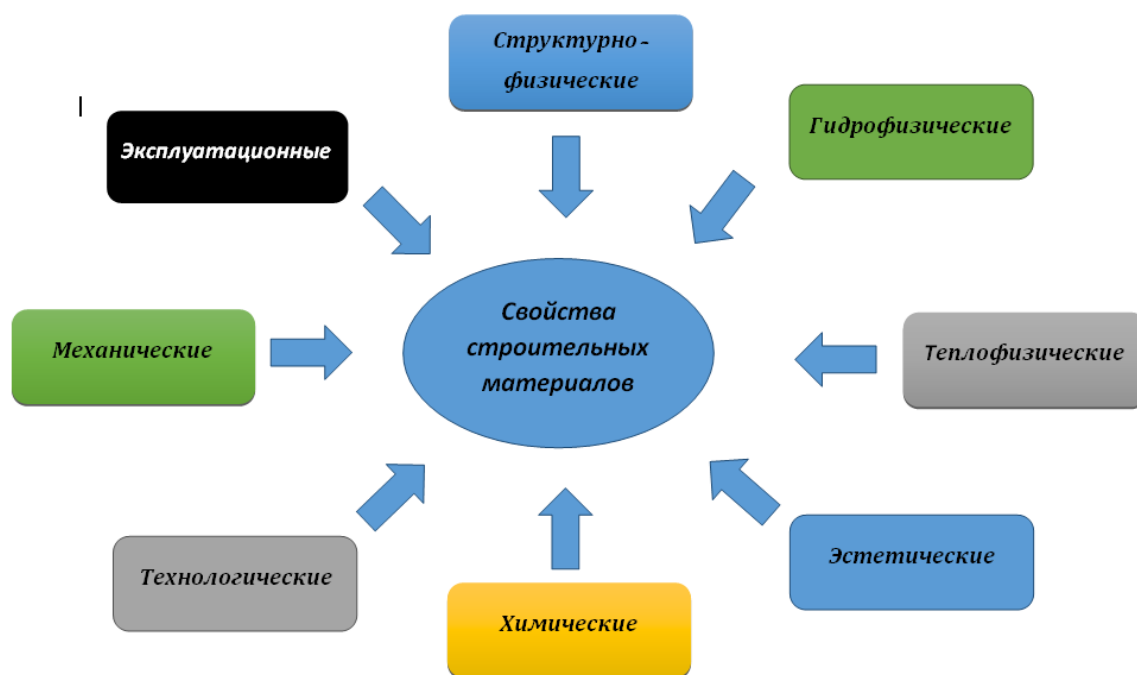 Структурно-
физические
Гидрофизические
Эксплуатационные
Свойства
строительных
материалов
Механические
Теплофизические
Технологические
Эстетические
Химические